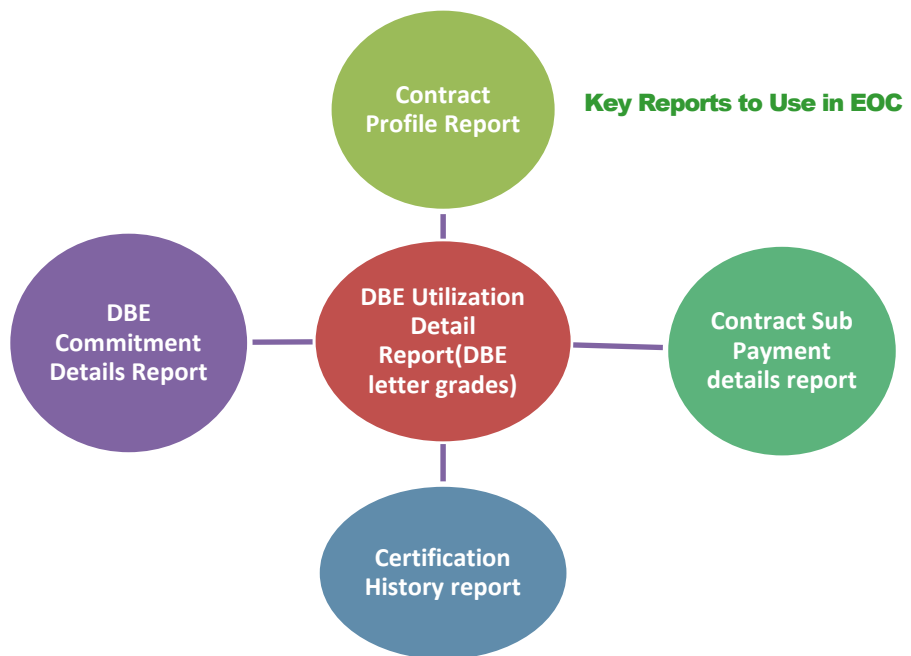 Contract
Profile Report
Key Reports to Use in EOC
DBE
Commitment
Details Report
DBE Utilization
Detail
Report(DBE
letter grades)
Contract Sub
Payment
details report
Certification
History report